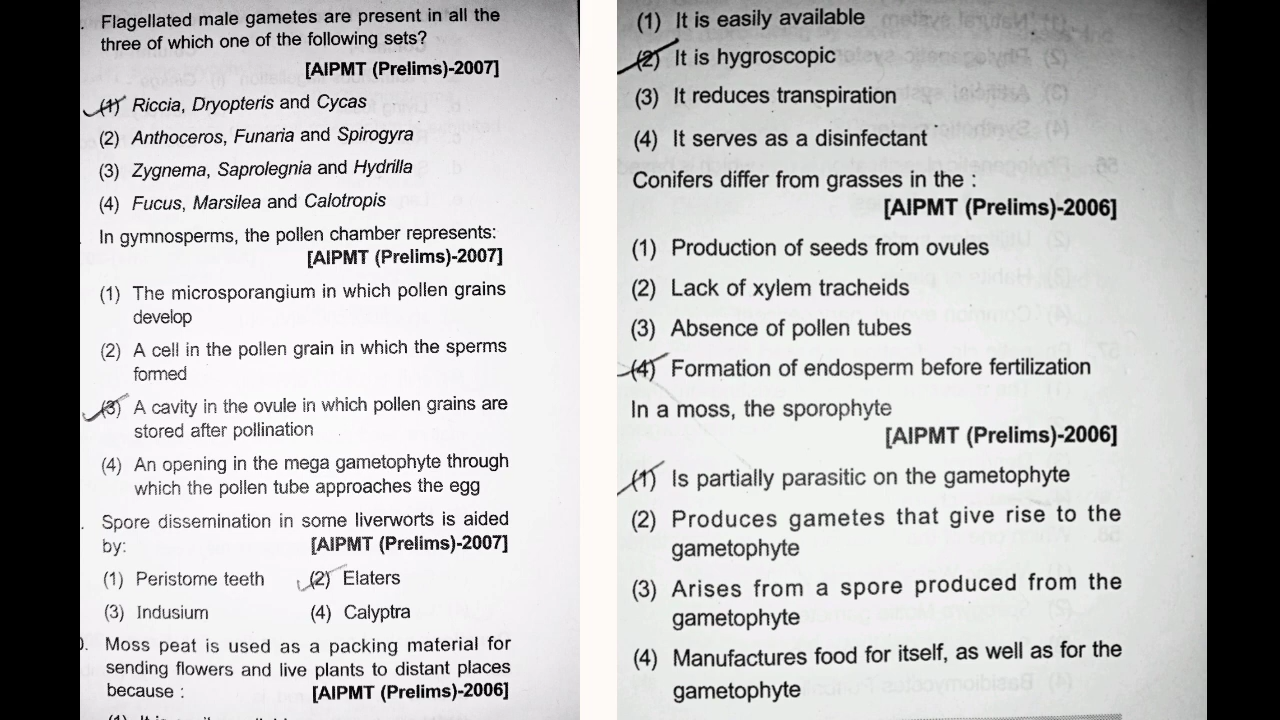 Flagellated male gametes are present in all the
three of which one of the following sets?
[AIPMT (Prelims)-2007]
(1) Riccia, Dryopteris and Cycas
(2) Anthoceros, Funaria and Spirogyra
(3) Zygnema, Saprolegnia and Hydrilla
(4) Fucus, Marsilea and Calotropis
In gymnosperms, the pollen chamber represents:
[AIPMT (Prelims)-2007]
(1) The microsporangium in which pollen grains
develop
(2) A cell in the pollen grain in which the sperms
formed
(3) A cavity in the ovule in which pollen grains are
stored after pollination
(4) An opening in the mega gametophyte through
which the pollen tube approaches the egg
Spore dissemination in some liverworts is aided
by: [AIPMT (Prelims)-2007]
(1) Peristome teeth (2) Elaters
(3) Indusium (4) Calyptra
Moss peat is used as a packing material for
sending flowers and live plants to distant places
because : [AIPMT (Prelims)-2006]
(1) It is easily available
(2) It is hygroscopic
(3) It reduces transpiration
(4) It serves as a disinfectant
Conifers differ from grasses in the :
[AIPMT (Prelims)-2006]
(1) Production of seeds from ovules
(2) Lack of xylem tracheids
(3) Absence of pollen tubes
(4) Formation of endosperm before fertilization
In a moss, the sporophyte
[AIPMT (Prelims)-2006]
(1) Is partially parasitic on the gametophyte
(2) Produces gametes that give rise to the
gametophyte
(3) Arises from a spore produced from the
gametophyte
(4) Manufactures food for itself, as well as for the
gametophyte